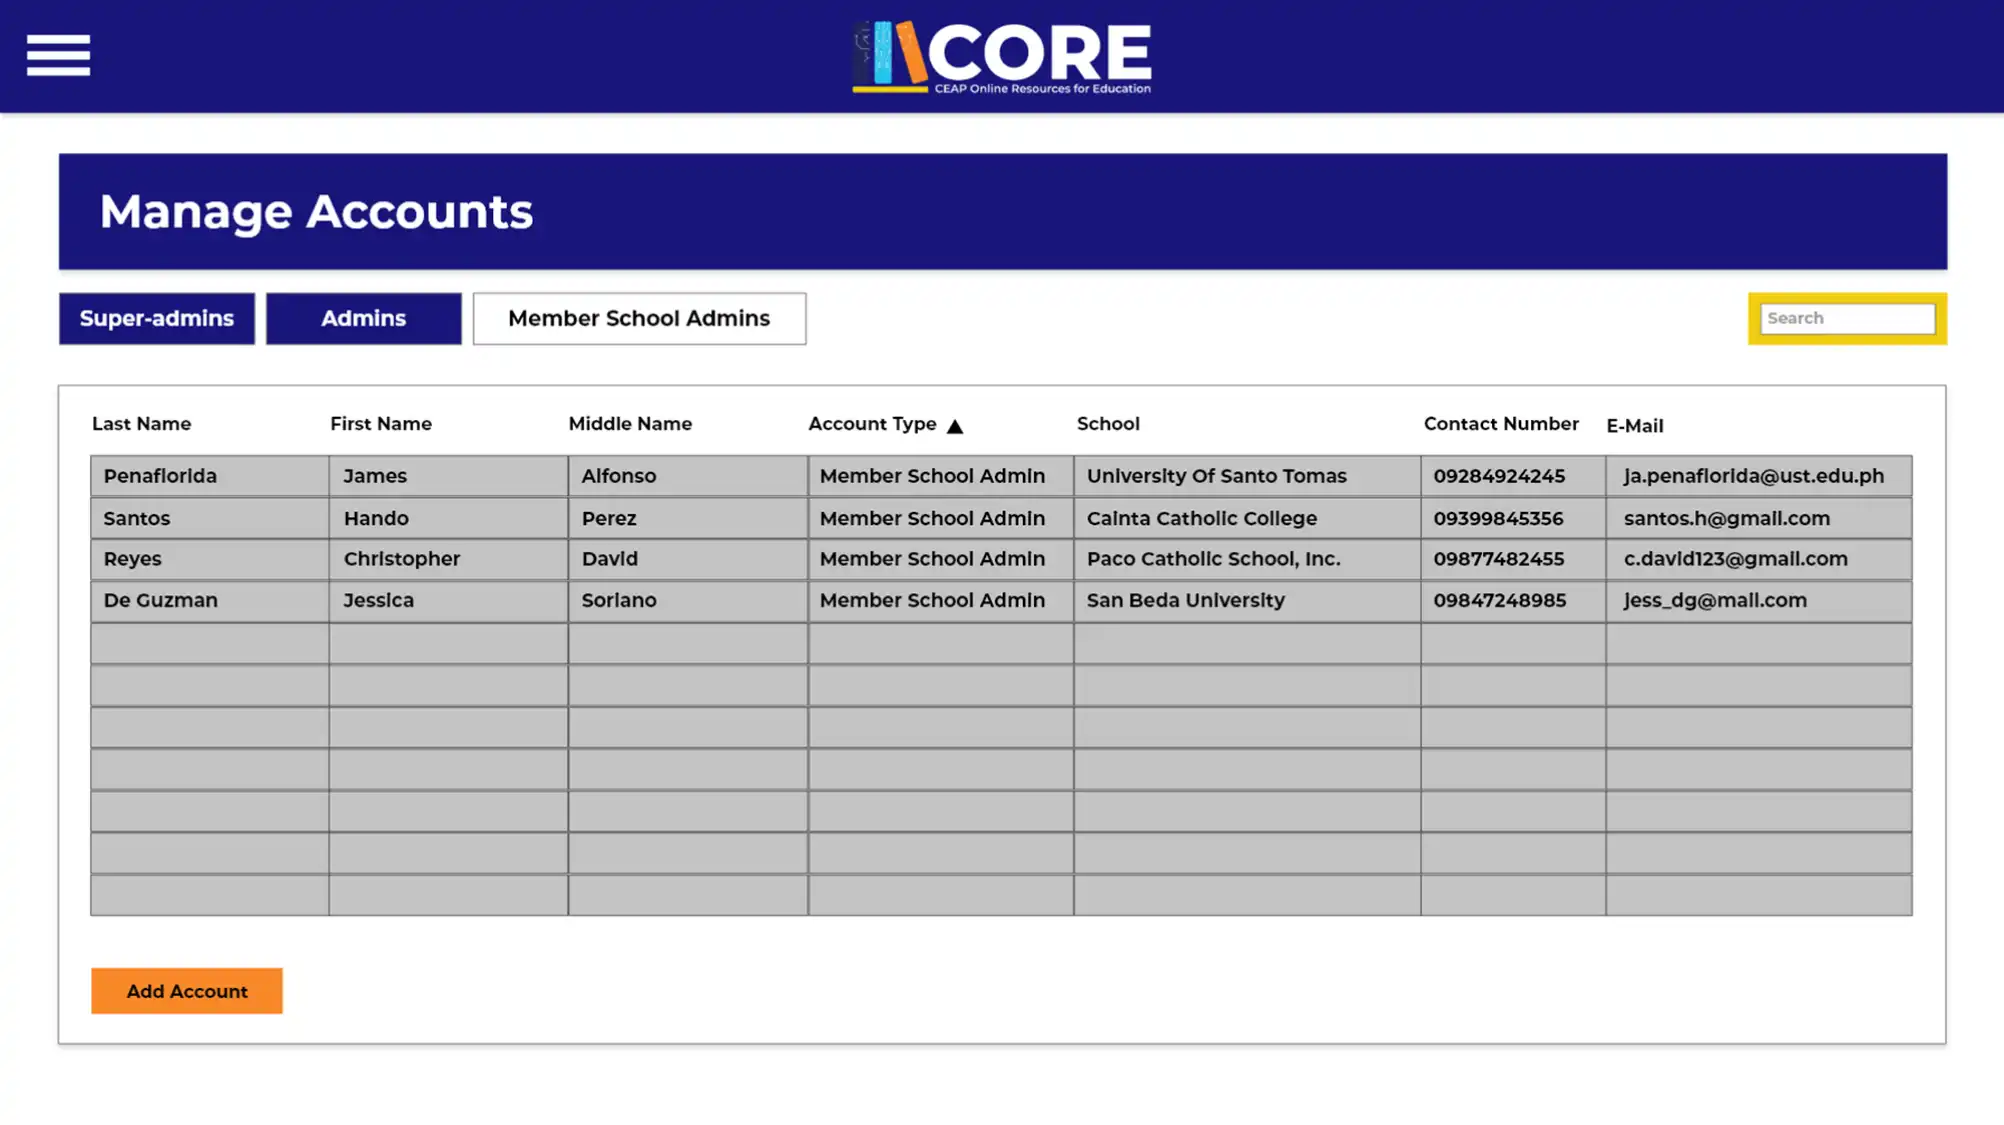 CORE
CEAP Online Resources for Education
Manage Accounts
Super-admins Admins Member School Admins Search
Last Name First Name Middle Name Account Type ▲ School Contact Number E-Mail
Penaflorida James Alfonso Member School Admin University Of Santo Tomas 09284924245 ja.penaflorida@ust.edu.ph
Santos Hando Perez Member School Admin Cainta Catholic College 09399845356 santos.h@gmail.com
Reyes Christopher David Member School Admin Paco Catholic School, Inc. 09877482455 c.david123@gmail.com
De Guzman Jessica Soriano Member School Admin San Beda University 09847248985 jess_dg@mail.com
Add Account